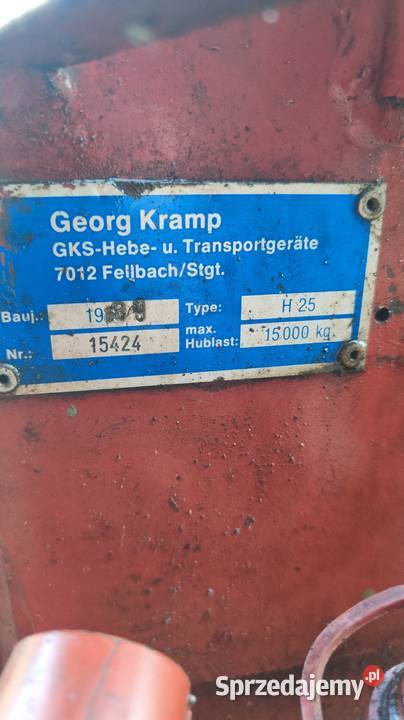 Georg Kramp
GKS-Hebe- u. Transportgeräte
7012 Fellbach/Stgt.
Bauj.: 1989 Type: H 25
Nr.: 15424 max. Hublast: 15000 kg
Sprzedajemy.pl